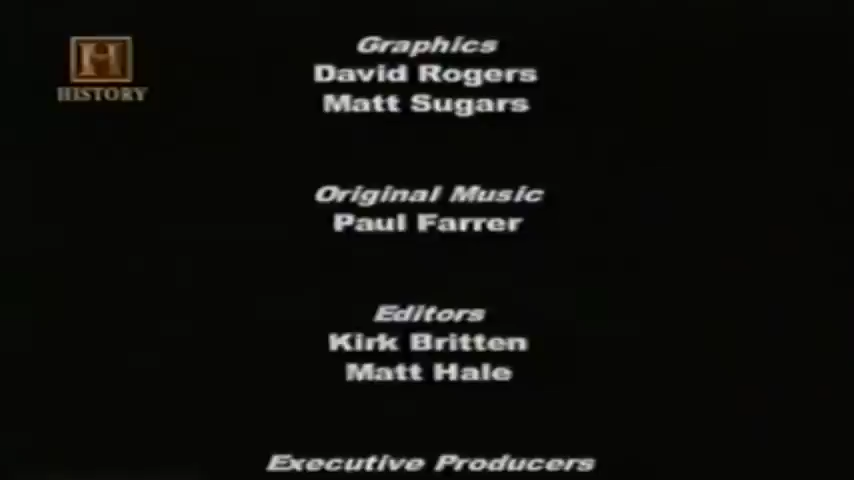 H
HISTORY
Graphics
David Rogers
Matt Sugars
Original Music
Paul Farrer
Editors
Kirk Britten
Matt Hale
Executive Producers